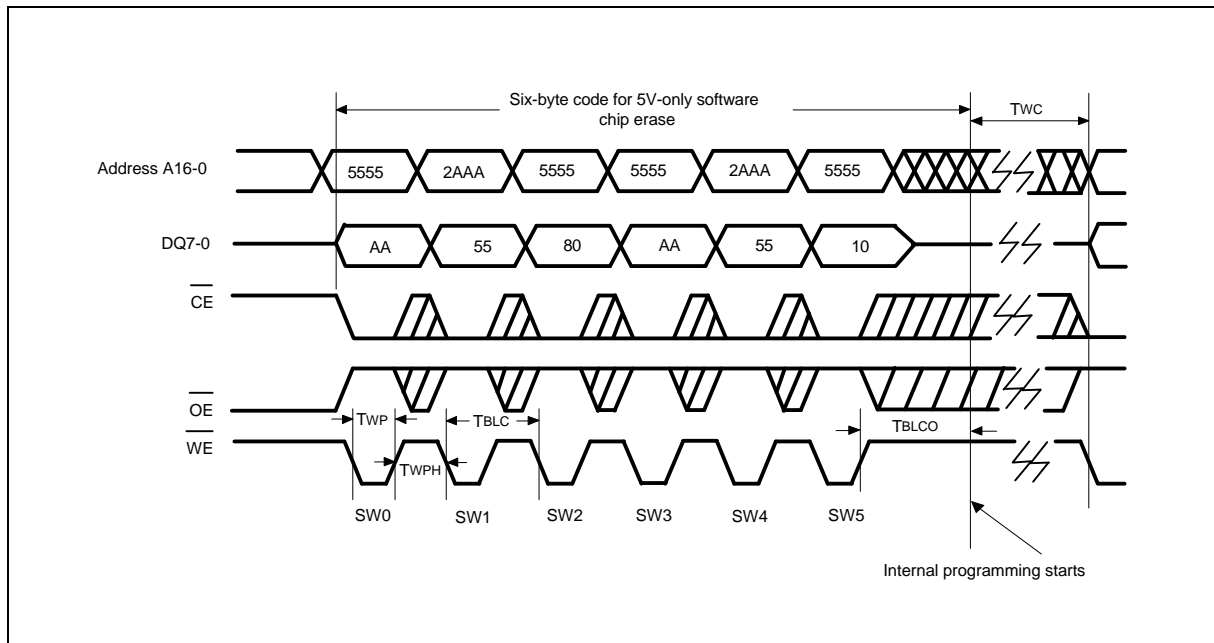 Six-byte code for 5V-only software
chip erase
TWC
Address A16-0
5555
2AAA
5555
5555
2AAA
5555
DQ7-0
AA
55
80
AA
55
10
CE
OE
TWP
TBLC
TBLCO
WE
TWPH
SW0
SW1
SW2
SW3
SW4
SW5
Internal programming starts